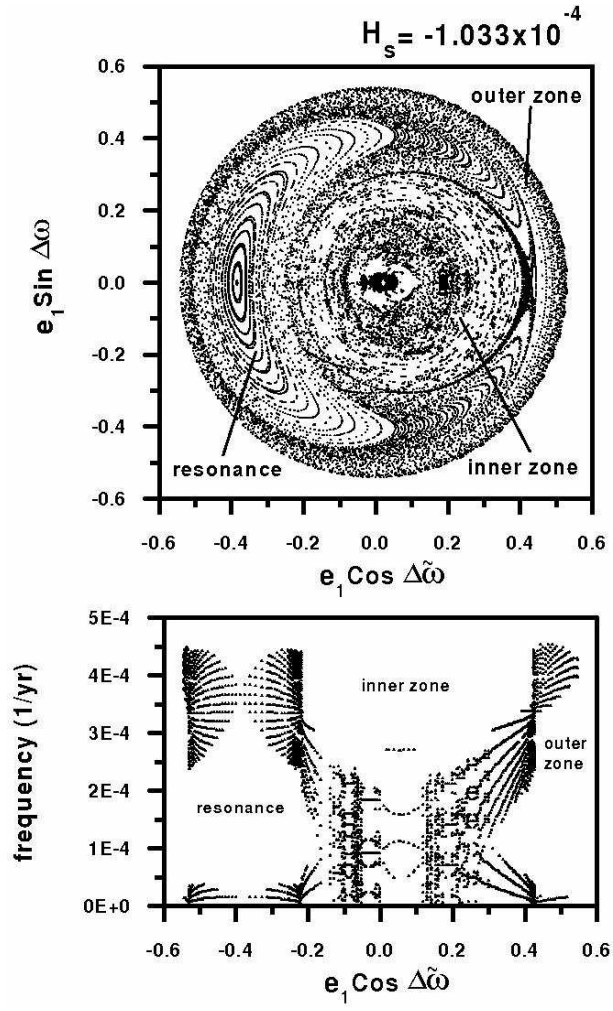 H_s = -1.033x10^-4
0.6
0.4
0.2
0.0
-0.2
-0.4
-0.6
e_1 Sin Δω
outer zone
resonance
inner zone
-0.6 -0.4 -0.2 0.0 0.2 0.4 0.6
e_1 Cos Δω̃
5E-4
4E-4
3E-4
2E-4
1E-4
0E+0
frequency (1/yr)
inner zone
outer
zone
resonance
-0.6 -0.4 -0.2 0.0 0.2 0.4 0.6
e_1 Cos Δω̃